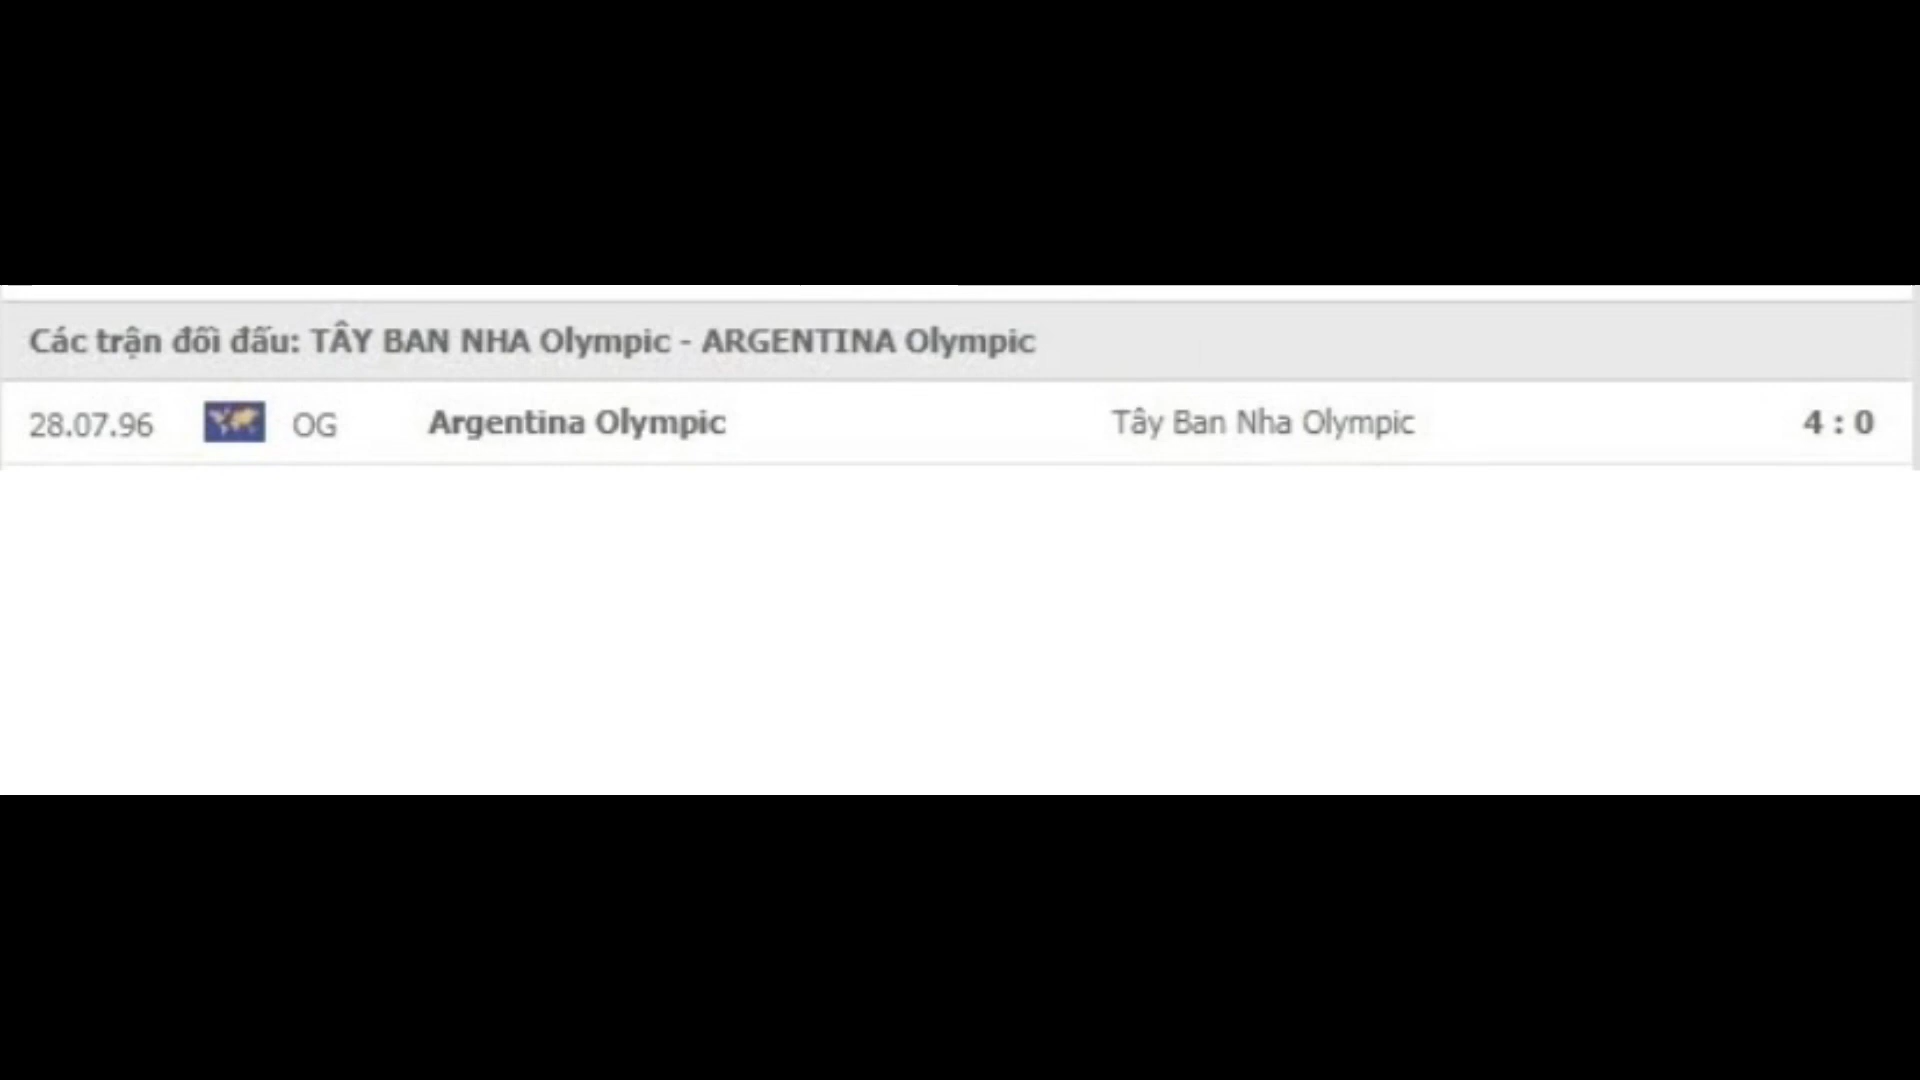 Các trận đối đấu: TÂY BAN NHA Olympic - ARGENTINA Olympic
28.07.96 OG Argentina Olympic Tây Ban Nha Olympic 4 : 0